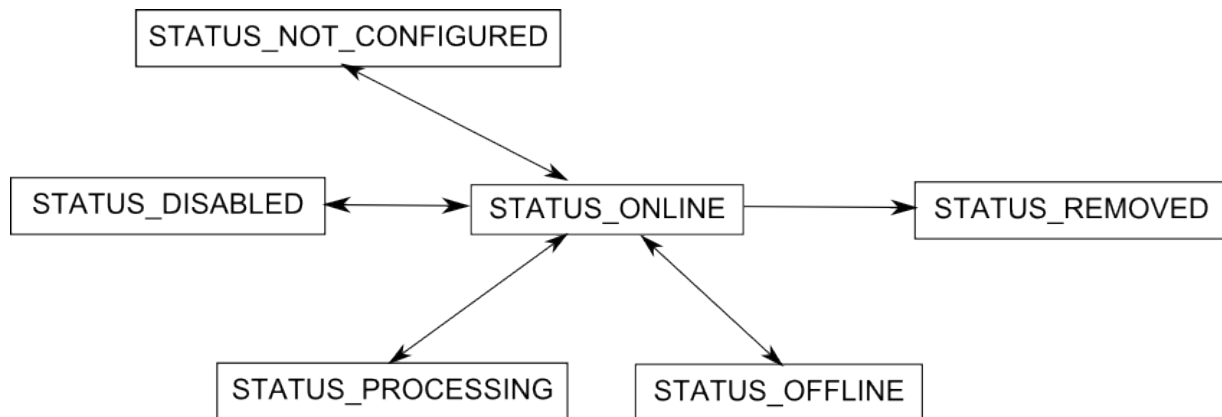 STATUS_NOT_CONFIGURED
STATUS_DISABLED
STATUS_ONLINE
STATUS_REMOVED
STATUS_PROCESSING
STATUS_OFFLINE